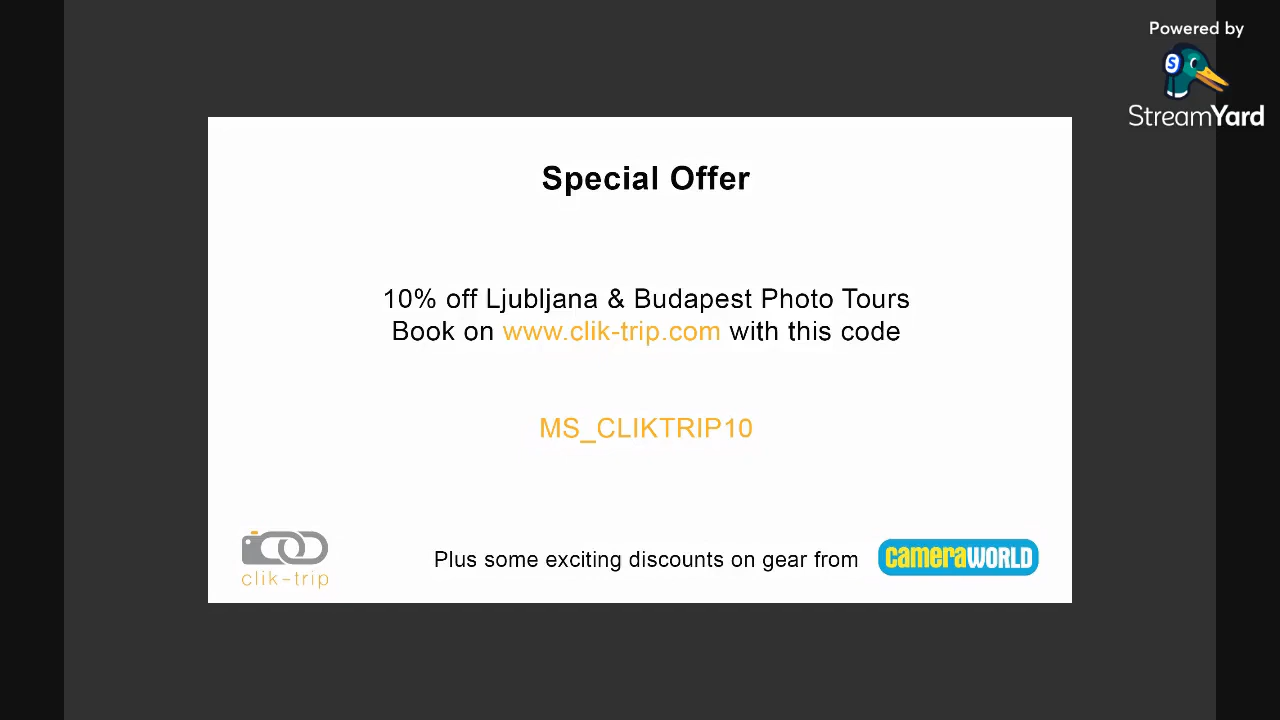 Powered by
S
StreamYard
Special Offer
10% off Ljubljana & Budapest Photo Tours
Book on www.clik-trip.com with this code
MS_CLIKTRIP10
clik-trip
Plus some exciting discounts on gear from
cameraWORLD